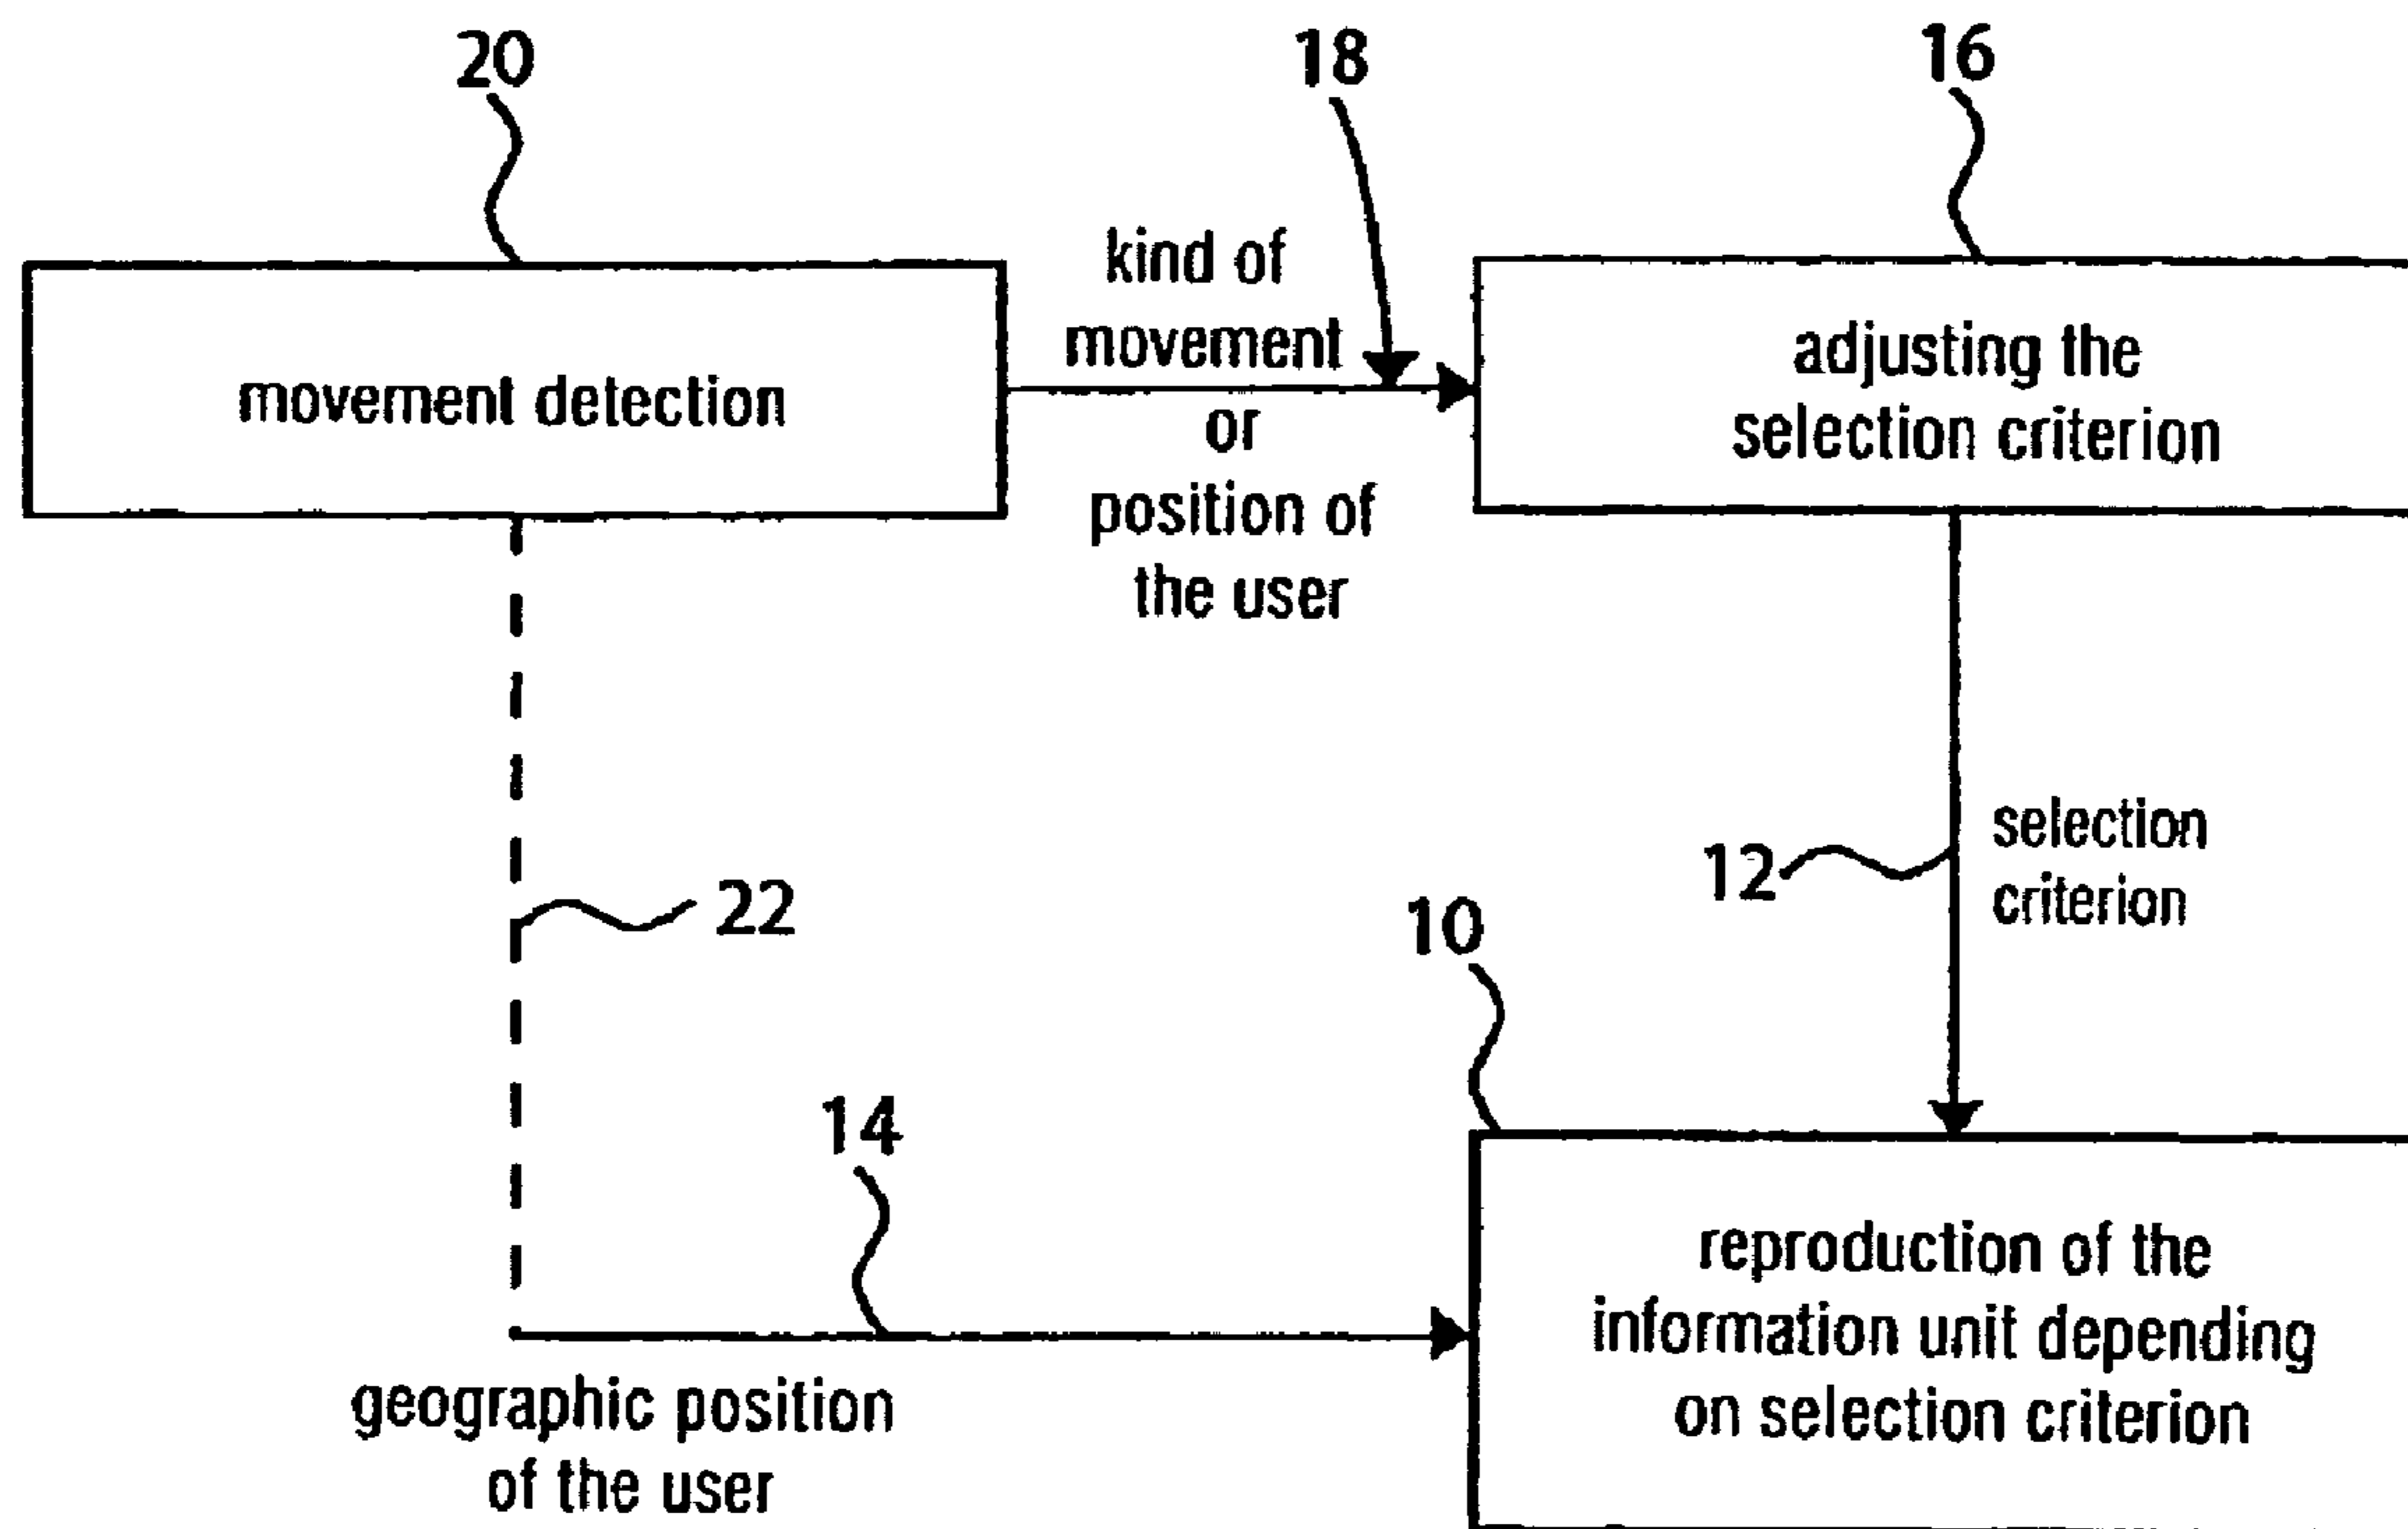 20
18
16
kind of
movement
or
position of
the user
movement detection
adjusting the
selection criterion
selection
criterion
12
22
10
14
geographic position
of the user
reproduction of the
information unit depending
on selection criterion